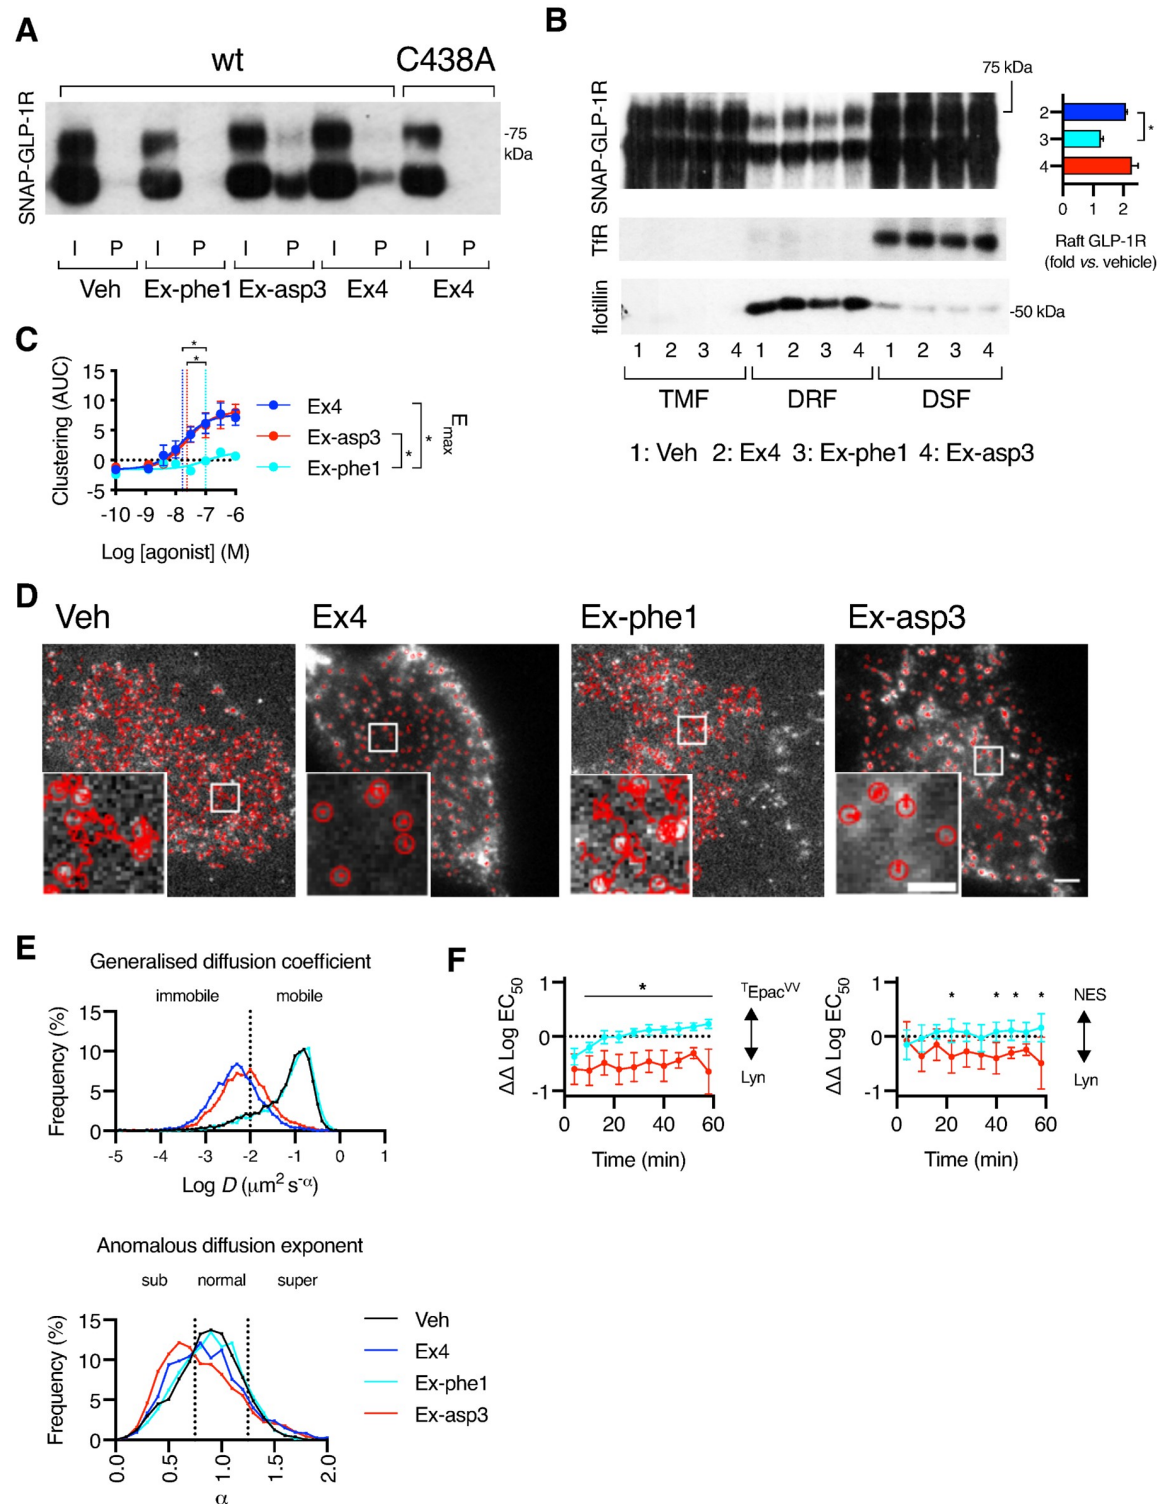 A
wt C438A
SNAP-GLP-1R
-75
kDa
I P I P I P I P I P
Veh Ex-phe1 Ex-asp3 Ex4 Ex4
B
75 kDa
SNAP-GLP-1R
TfR
flotillin
-50 kDa
1 2 3 4 1 2 3 4 1 2 3 4
TMF DRF DSF
1: Veh 2: Ex4 3: Ex-phe1 4: Ex-asp3
2
3
4
*
0 1 2
Raft GLP-1R
(fold vs. vehicle)
C
Clustering (AUC)
15
10
5
0
-5
*
*
-10 -9 -8 -7 -6
Log [agonist] (M)
Ex4
Ex-asp3
Ex-phe1
*
*
Emax
D
Veh Ex4 Ex-phe1 Ex-asp3
E
Generalised diffusion coefficient
immobile mobile
Frequency (%)
15
10
5
0
-5 -4 -3 -2 -1 0 1
Log D (μm² s⁻ᵅ)
Anomalous diffusion exponent
sub normal super
Frequency (%)
15
10
5
0
0.0 0.5 1.0 1.5 2.0
α
Veh
Ex4
Ex-phe1
Ex-asp3
F
ΔΔ Log EC50
1
0
-1
*
0 20 40 60
Time (min)
TEpacVV
Lyn
ΔΔ Log EC50
1
0
-1
* * * *
0 20 40 60
Time (min)
NES
Lyn